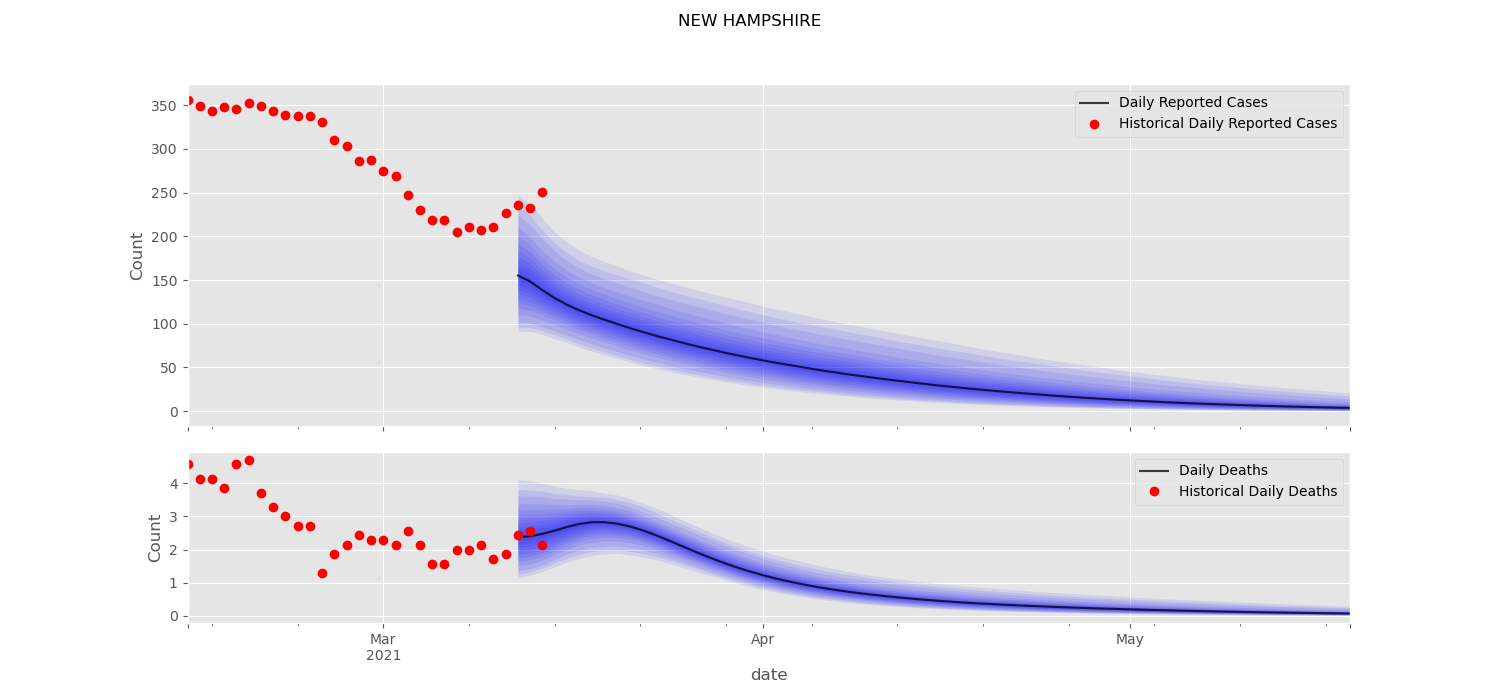 NEW HAMPSHIRE
350
300
250
200
150
100
50
0
Count
Daily Reported Cases
Historical Daily Reported Cases
4
3
2
1
0
Count
Daily Deaths
Historical Daily Deaths
Mar
2021
Apr
May
date